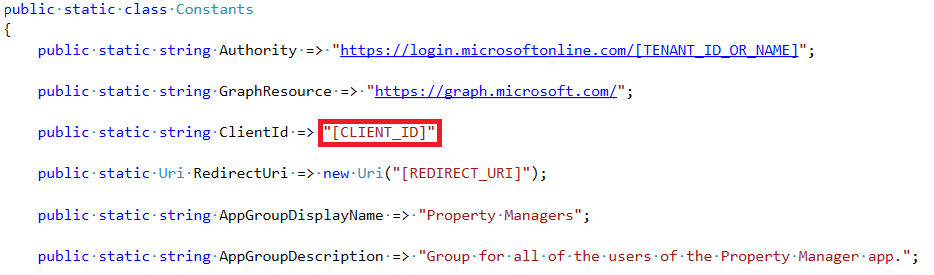 public static class Constants
{
public static string Authority => "https://login.microsoftonline.com/[TENANT_ID_OR_NAME]";
public static string GraphResource => "https://graph.microsoft.com/";
public static string ClientId => "[CLIENT_ID]"
public static Uri RedirectUri => new Uri("[REDIRECT_URI]");
public static string AppGroupDisplayName => "Property Managers";
public static string AppGroupDescription => "Group for all of the users of the Property Manager app.";